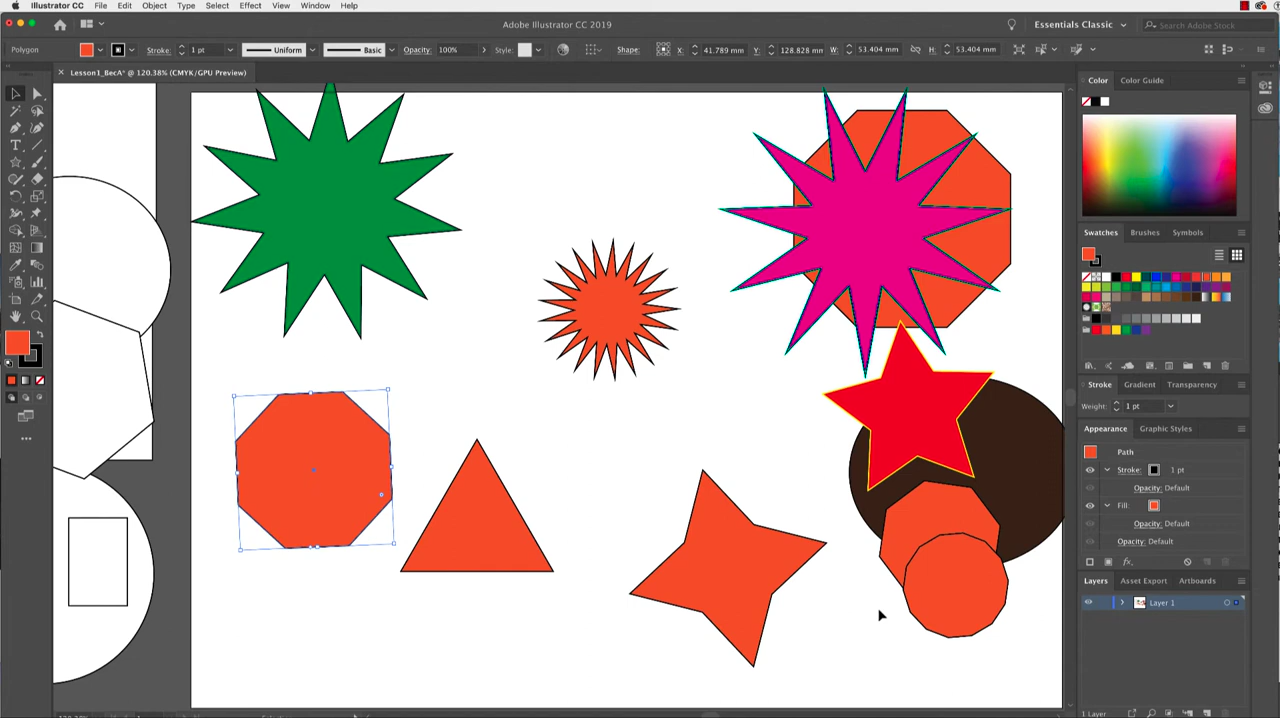 Illustrator CC File Edit Object Type Select Effect View Window Help
Adobe Illustrator CC 2019
Essentials Classic
Search Adobe Stock
Polygon Stroke: 1 pt Uniform Basic Opacity: 100% Style: Shape: X: 41.789 mm Y: 128.828 mm W: 53.404 mm H: 53.404 mm
× Lesson1_BecA* @ 120.38% (CMYK/GPU Preview)
Color Color Guide
Swatches Brushes Symbols
Stroke Gradient Transparency
Weight: 1 pt
Appearance Graphic Styles
Path
Stroke: 1 pt
Opacity: Default
Fill:
Opacity: Default
Opacity: Default
fx
Layers Asset Export Artboards
Layer 1
1 Layer